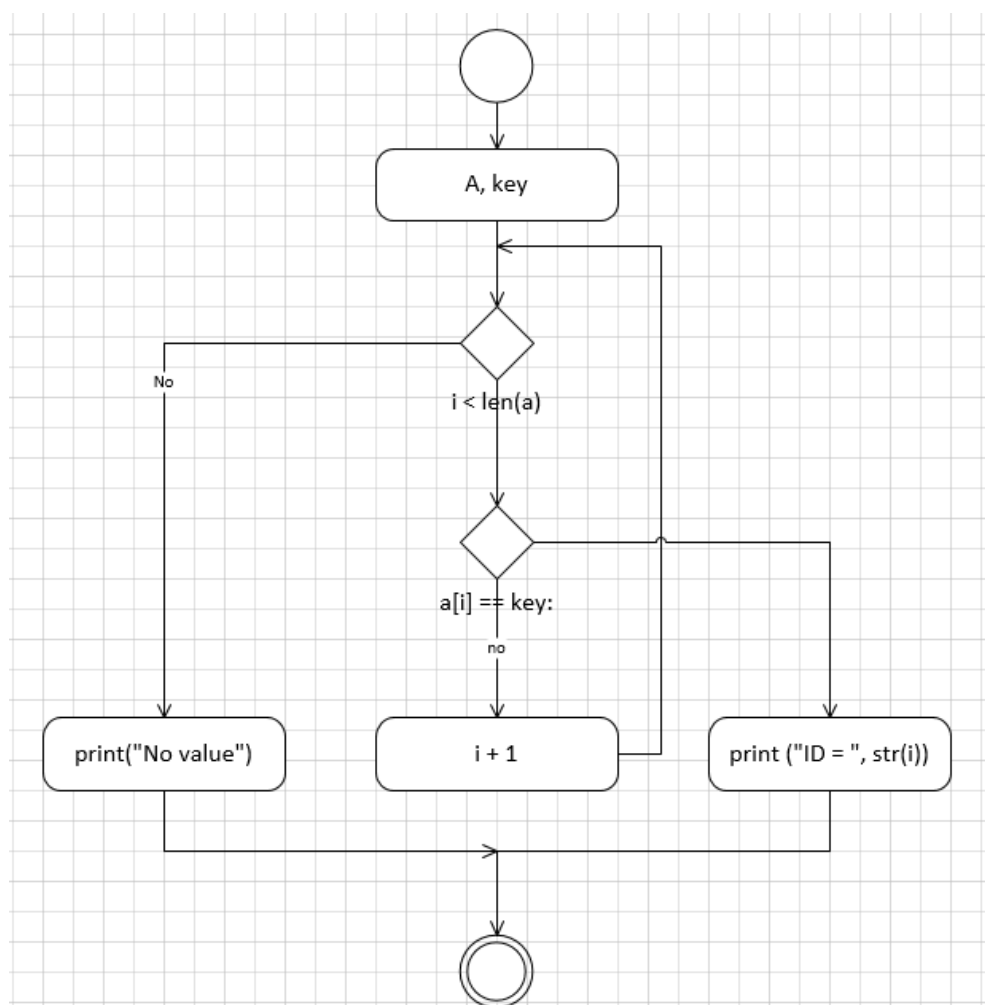 A, key
No
i < len(a)
a[i] == key:
no
print("No value")
i + 1
print ("ID = ", str(i))